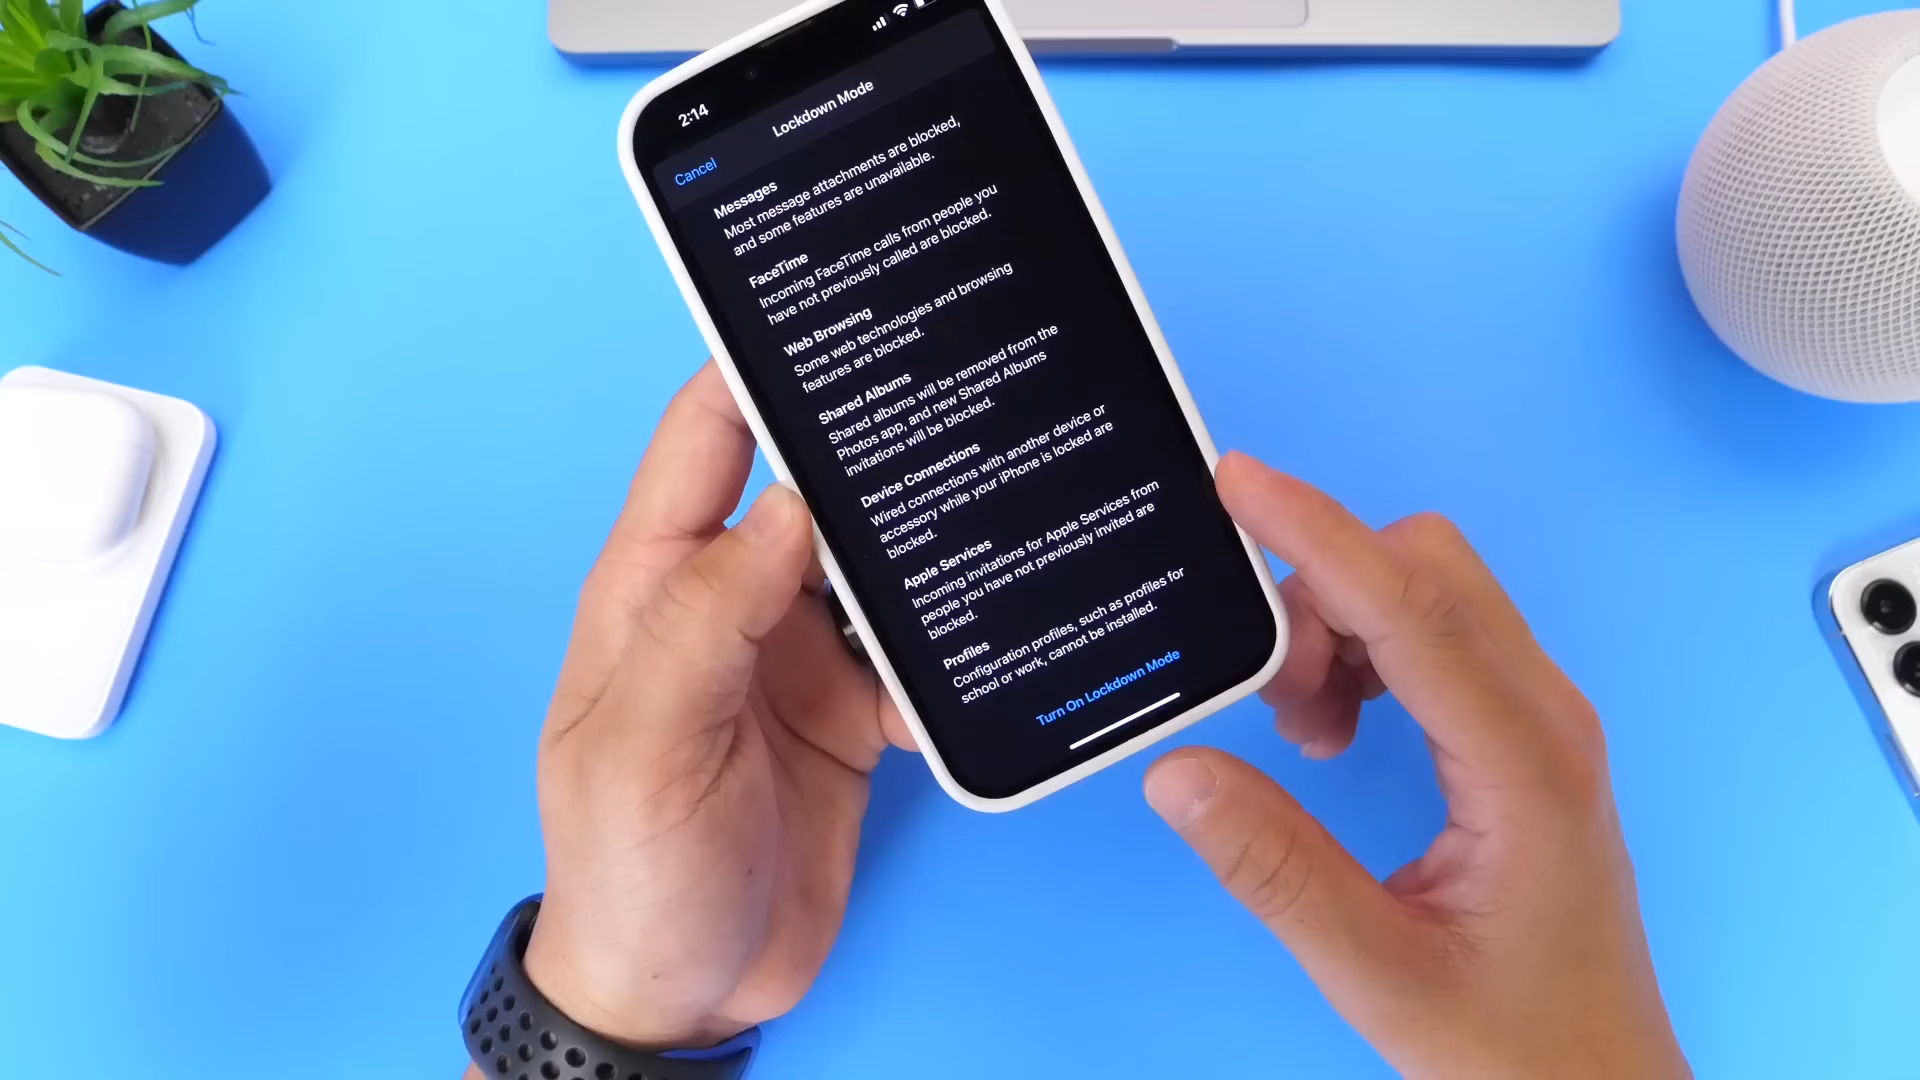 2:14
Lockdown Mode
Cancel
Messages
Most message attachments are blocked,
and some features are unavailable.
FaceTime
Incoming FaceTime calls from people you
have not previously called are blocked.
Web Browsing
Some web technologies and browsing
features are blocked.
Shared Albums
Shared albums will be removed from the
Photos app, and new Shared Albums
invitations will be blocked.
Device Connections
Wired connections with another device or
accessory while your iPhone is locked are
blocked.
Apple Services
Incoming invitations for Apple Services from
people you have not previously invited are
blocked.
Profiles
Configuration profiles, such as profiles for
school or work, cannot be installed.
Turn On Lockdown Mode